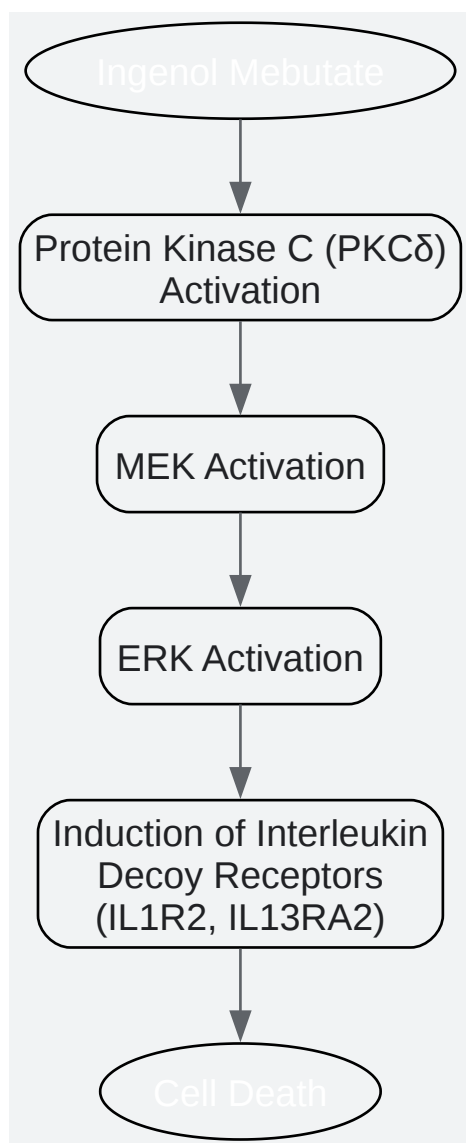 Ingenol Mebutate
Protein Kinase C (PKCδ)
Activation
MEK Activation
ERK Activation
Induction of Interleukin
Decoy Receptors
(IL1R2, IL13RA2)
Cell Death